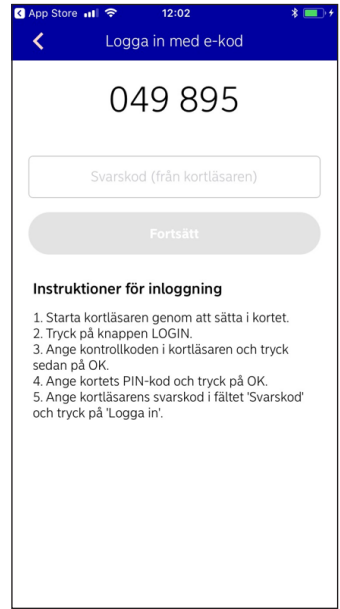 App Store 12:02
Logga in med e-kod
049 895
Svarskod (från kortläsaren)
Fortsätt
Instruktioner för inloggning
1. Starta kortläsaren genom att sätta i kortet.
2. Tryck på knappen LOGIN.
3. Ange kontrollkoden i kortläsaren och tryck
sedan på OK.
4. Ange kortets PIN-kod och tryck på OK.
5. Ange kortläsarens svarskod i fältet 'Svarskod'
och tryck på 'Logga in'.